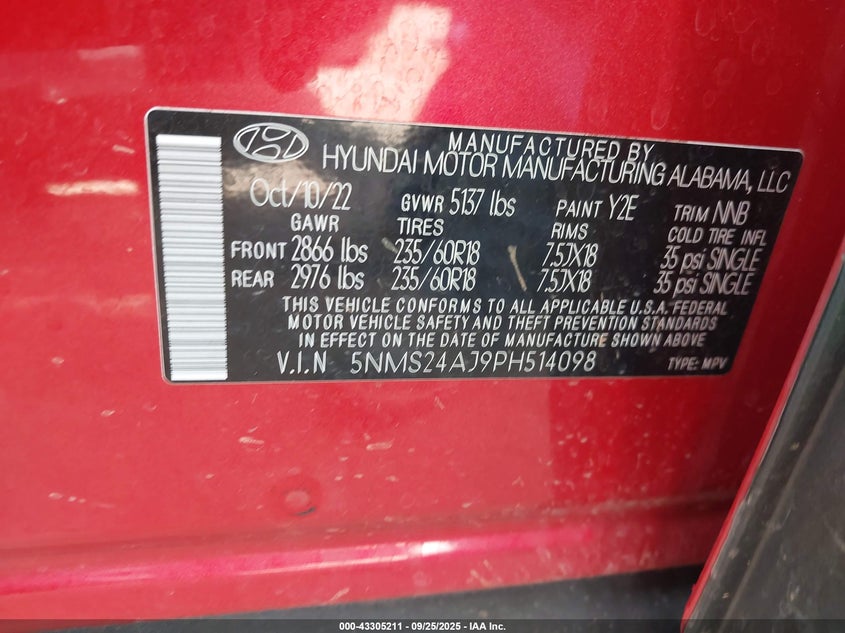 MANUFACTURED BY
HYUNDAI MOTOR MANUFACTURING ALABAMA, LLC
Oct/10/22 GVWR 5137 lbs PAINT Y2E TRIM NNB
GAWR TIRES RIMS COLD TIRE INFL
FRONT 2866 lbs 235/60R18 7.5JX18 35 psi SINGLE
REAR 2976 lbs 235/60R18 7.5JX18 35 psi SINGLE
THIS VEHICLE CONFORMS TO ALL APPLICABLE U.S.A. FEDERAL
MOTOR VEHICLE SAFETY AND THEFT PREVENTION STANDARDS
IN EFFECT ON THE DATE OF MANUFACTURE SHOWN ABOVE
V.I.N 5NMS24AJ9PH514098 TYPE: MPV
000-43305211 - 09/25/2025 - IAA Inc.